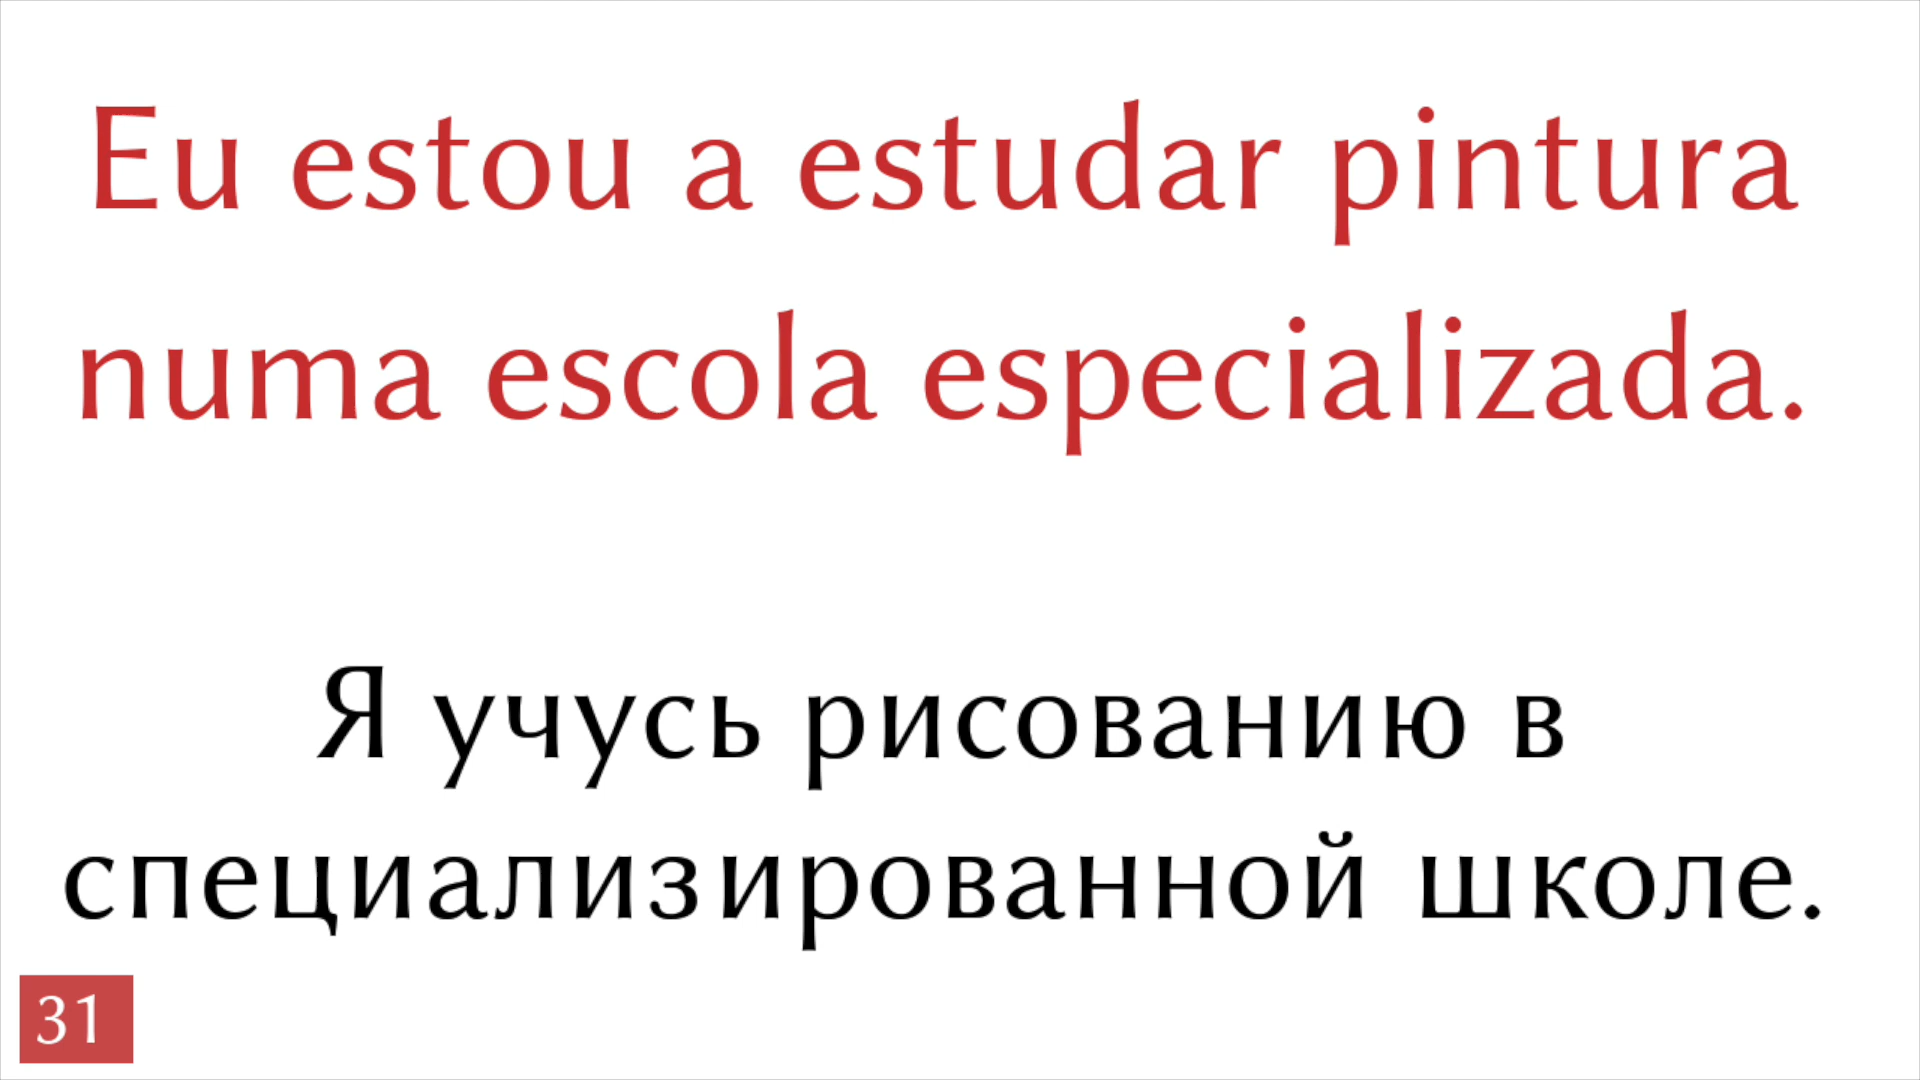 Eu estou a estudar pintura
numa escola especializada.
Я учусь рисованию в
специализированной школе.
31